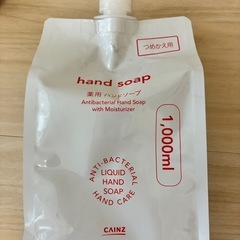 つめかえ用
hand soap
薬用 ハンドソープ
Antibacterial Hand Soap
with Moisturizer
1,000ml
ANTI-BACTERIAL
LIQUID
HAND
SOAP
HAND CARE
CAINZ